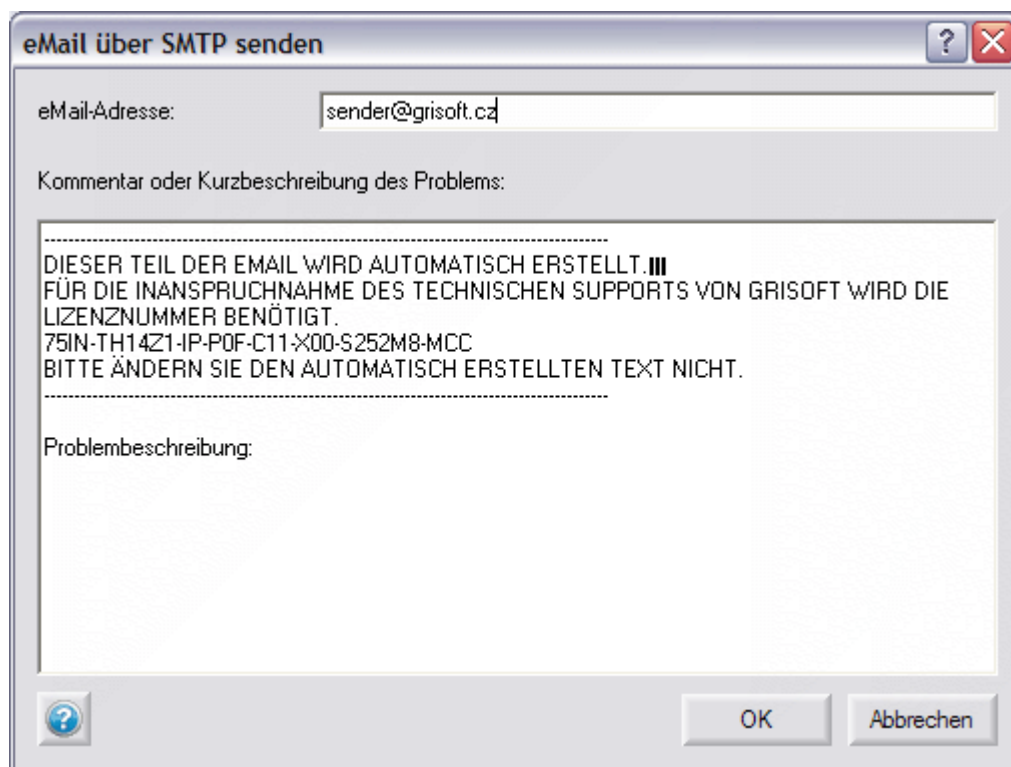 eMail über SMTP senden
eMail-Adresse: sender@grisoft.cz
Kommentar oder Kurzbeschreibung des Problems:
--------------------------------------------------------------------------------
DIESER TEIL DER EMAIL WIRD AUTOMATISCH ERSTELLT.
FÜR DIE INANSPRUCHNAHME DES TECHNISCHEN SUPPORTS VON GRISOFT WIRD DIE
LIZENZNUMMER BENÖTIGT.
75IN-TH14Z1-IP-P0F-C11-X00-S252M8-MCC
BITTE ÄNDERN SIE DEN AUTOMATISCH ERSTELLTEN TEXT NICHT.
--------------------------------------------------------------------------------
Problembeschreibung:
OK Abbrechen